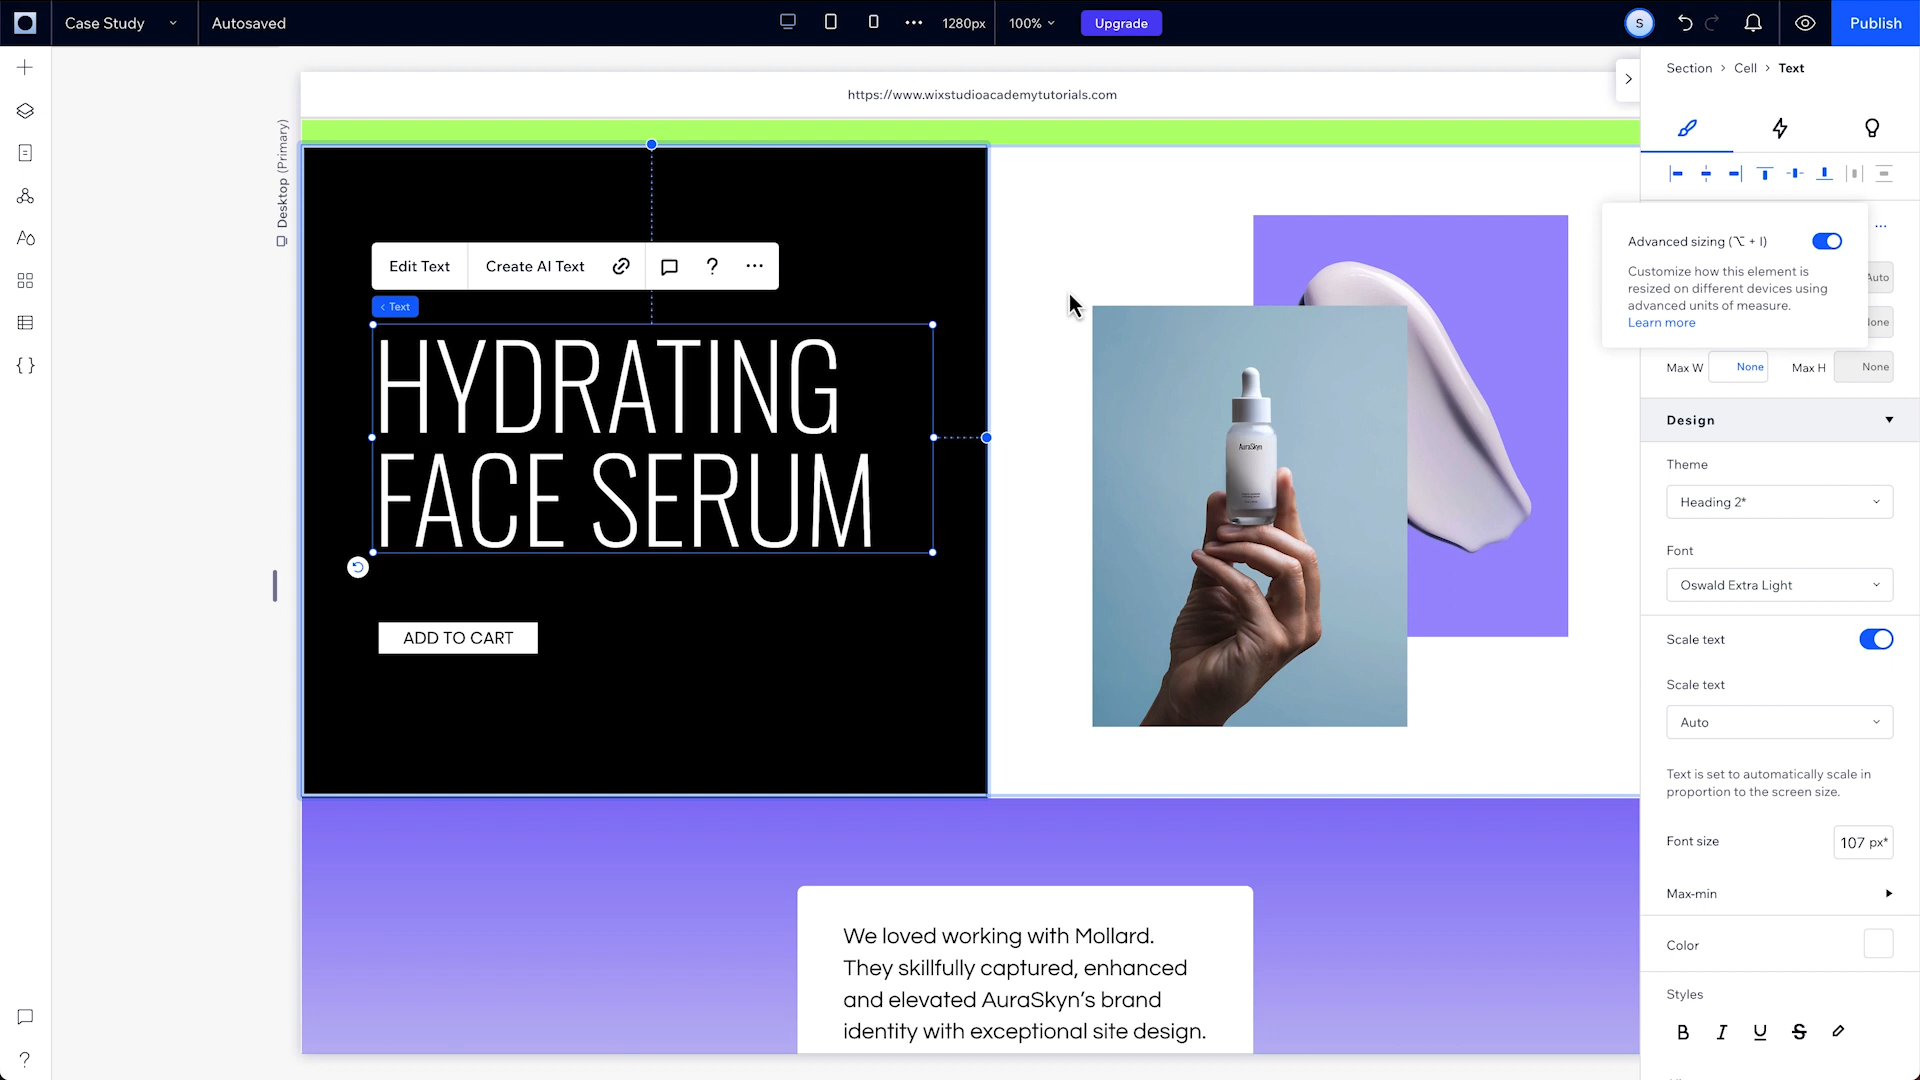 Case Study
Autosaved
1280px
100%
Upgrade
S
Publish
Section > Cell > Text
https://www.wixstudioacademytutorials.com
Desktop (Primary)
Advanced sizing (⌥ + I)
Customize how this element is
resized on different devices using
advanced units of measure.
Learn more
Auto
Max W
None
Max H
None
Edit Text
Create AI Text
?
< Text
HYDRATING
FACE SERUM
ADD TO CART
AuraSkyn
Design
Theme
Heading 2*
Font
Oswald Extra Light
Scale text
Scale text
Auto
Text is set to automatically scale in
proportion to the screen size.
Font size
107 px*
Max-min
Color
Styles
B I U S
We loved working with Mollard.
They skillfully captured, enhanced
and elevated AuraSkyn's brand
identity with exceptional site design.
?